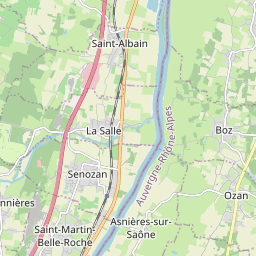 Saint-Albain
Auvergne-Rhône-Alpes
La Salle
Boz
Senozan
Ozan
nnières
Saint-Martin-
Belle-Roche
Asnières-sur-
Saône